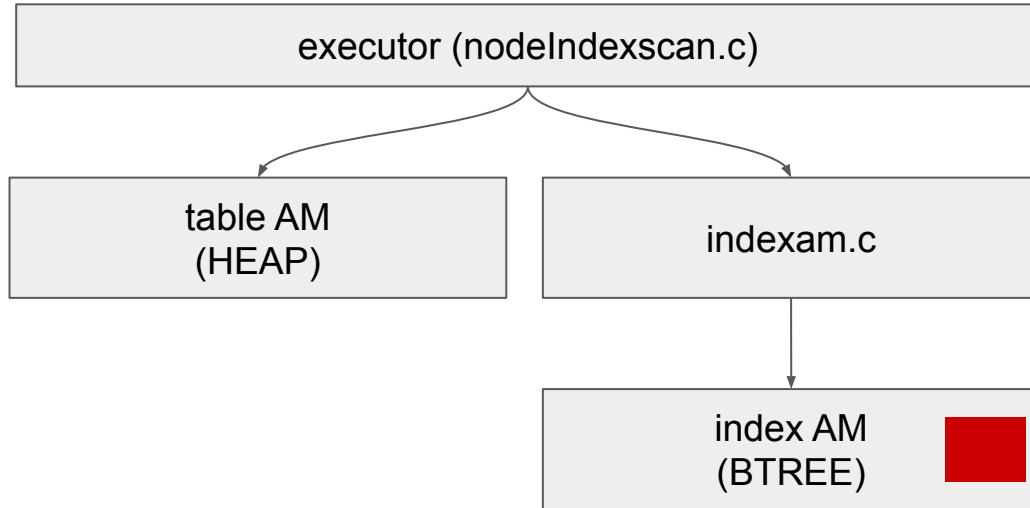 executor (nodeIndexscan.c)
table AM
(HEAP)
indexam.c
index AM
(BTREE)